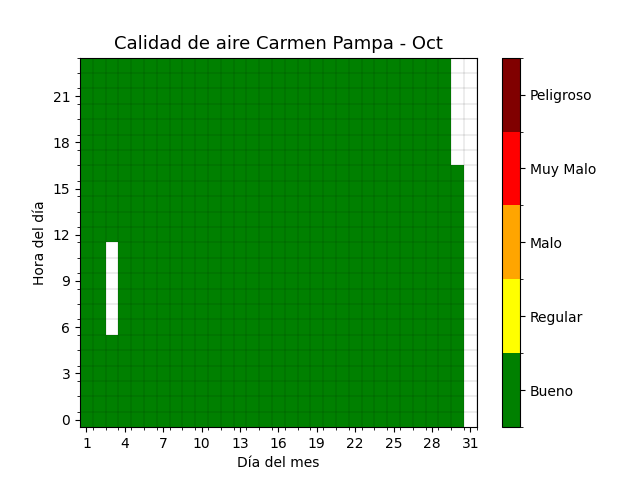 Calidad de aire Carmen Pampa - Oct
21
18
15
12
9
6
3
0
Hora del día
1 4 7 10 13 16 19 22 25 28 31
Día del mes
Peligroso
Muy Malo
Malo
Regular
Bueno